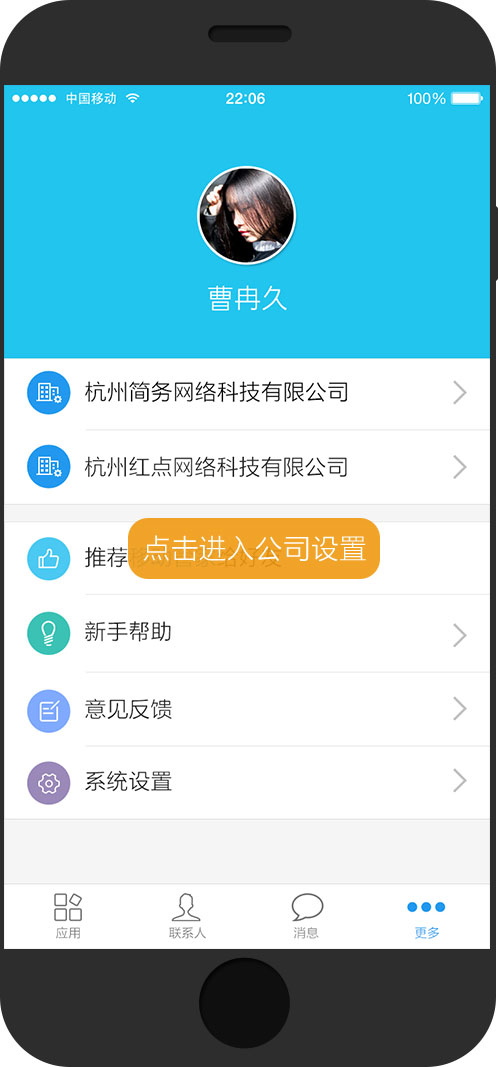 中国移动
22:06
100%
曹冉久
杭州简务网络科技有限公司
杭州红点网络科技有限公司
点击进入公司设置
推荐
新手帮助
意见反馈
系统设置
应用
联系人
消息
更多